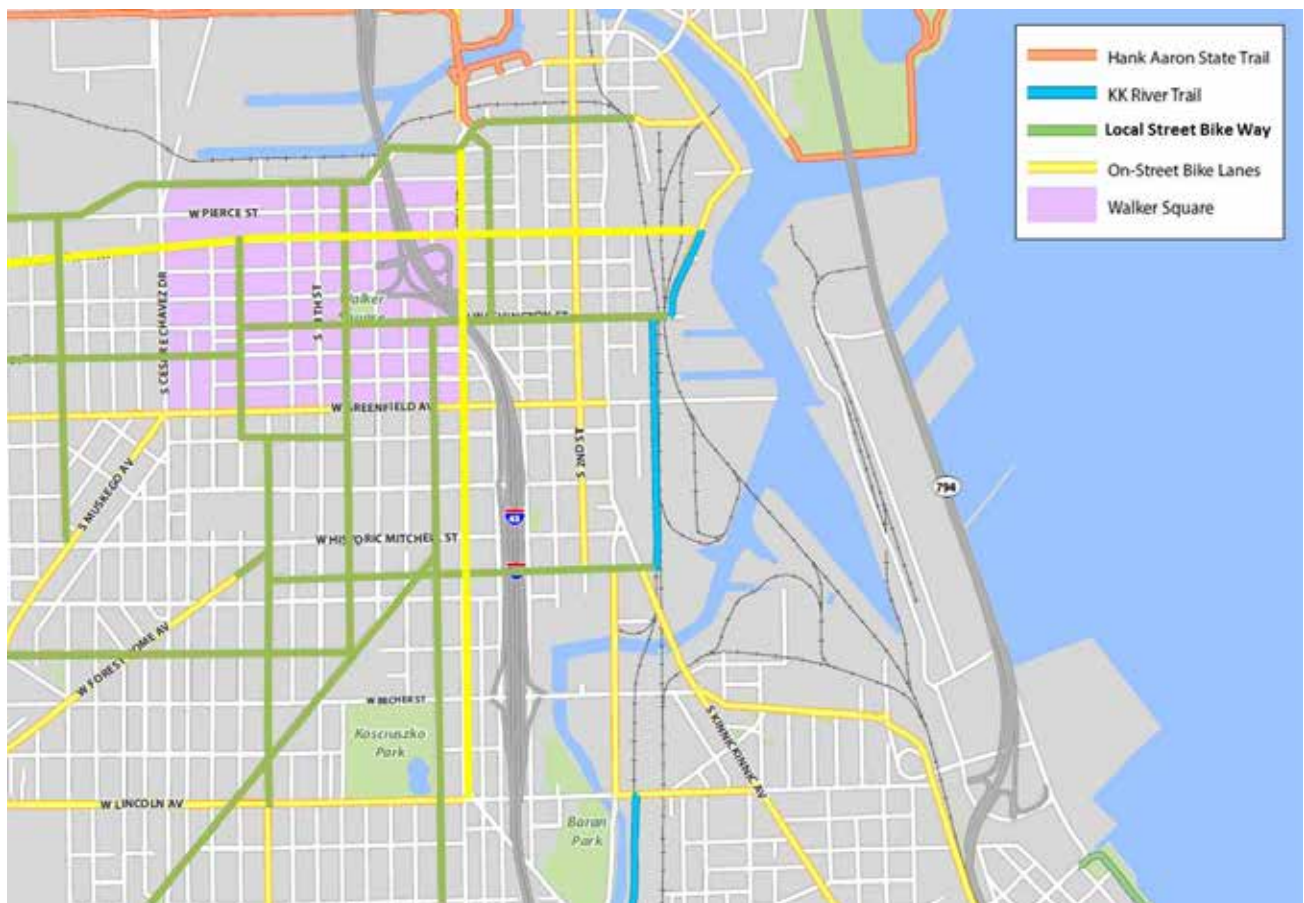 Hank Aaron State Trail
KK River Trail
Local Street Bike Way
On-Street Bike Lanes
Walker Square
W PIERCE ST
S CESAR E CHAVEZ DR
Walker
W GREENFIELD AV
S 2ND ST
S MUSKEGO AV
794
43
W HISTORIC MITCHELL ST
W FOREST HOME AV
W BECHER ST
Kosciuszko
Park
S KINNICKINNIC AV
W LINCOLN AV
Baran
Park